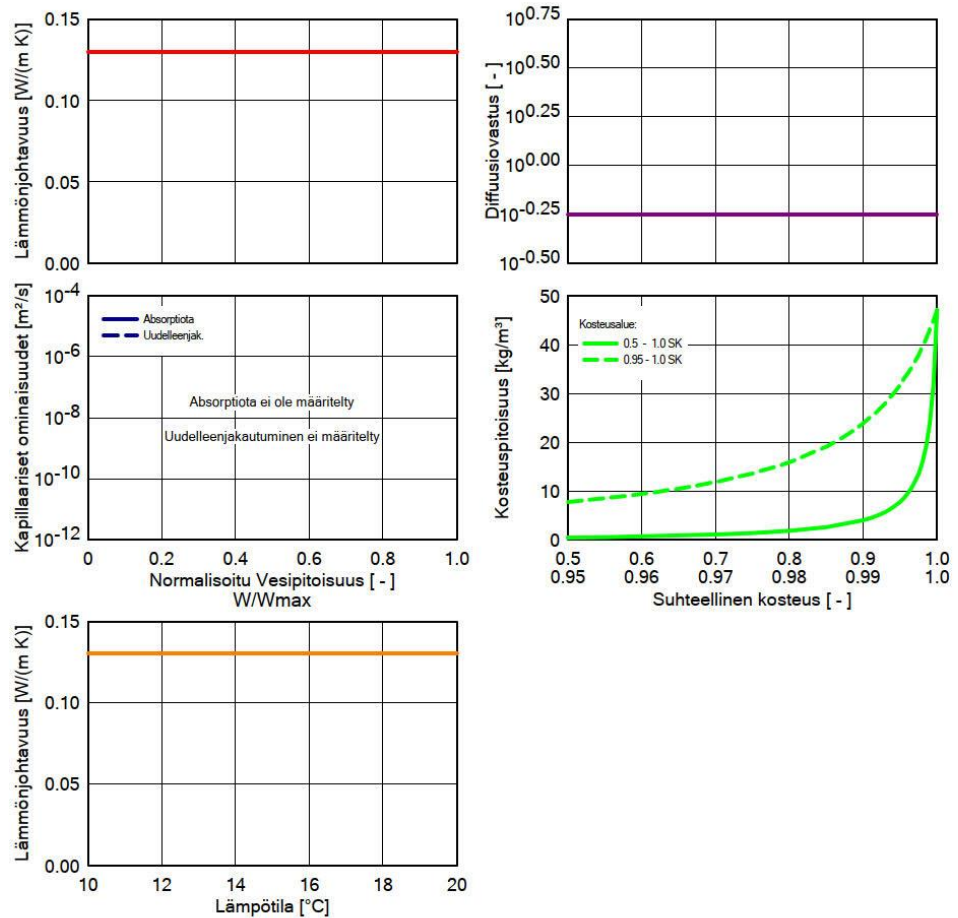 Lämmönjohtavuus [W/(m K)]
0.15
0.10
0.05
0.00
Diffuusiovastus [ - ]
10^0.75
10^0.50
10^0.25
10^0.00
10^-0.25
10^-0.50
Kapillaariset ominaisuudet [m²/s]
10^-4
10^-6
10^-8
10^-10
10^-12
Absorptiota
Uudelleenjak.
Absorptiota ei ole määritelty
Uudelleenjakautuminen ei määritelty
0 0.2 0.4 0.6 0.8 1.0
Normalisoitu Vesipitoisuus [ - ]
W/Wmax
Kosteuspitoisuus [kg/m³]
50
40
30
20
10
0
Kosteusalue:
0.5 - 1.0 SK
0.95 - 1.0 SK
0.5 0.6 0.7 0.8 0.9 1.0
0.95 0.96 0.97 0.98 0.99 1.0
Suhteellinen kosteus [ - ]
Lämmönjohtavuus [W/(m K)]
0.15
0.10
0.05
0.00
10 12 14 16 18 20
Lämpötila [°C]